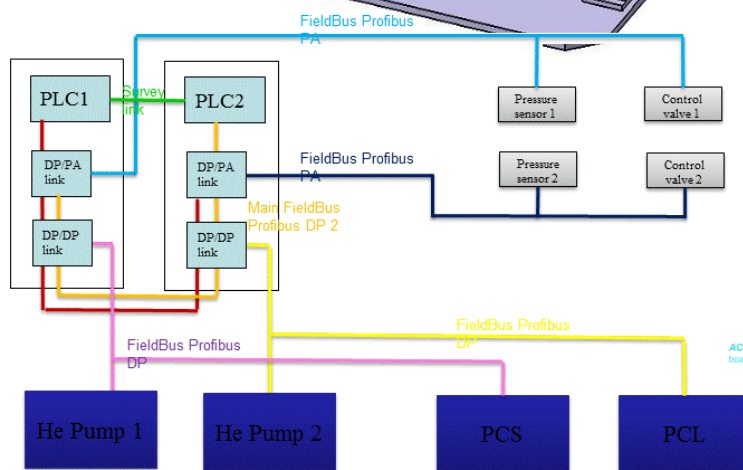 FieldBus Profibus
PA
PLC1
Survey
link
PLC2
Pressure
sensor 1
Control
valve 1
DP/PA
link
DP/PA
link
FieldBus Profibus
PA
Pressure
sensor 2
Control
valve 2
Main FieldBus
Profibus DP 2
DP/DP
link
DP/DP
link
FieldBus Profibus
DP
FieldBus Profibus
DP
AC
boa
He Pump 1
He Pump 2
PCS
PCL